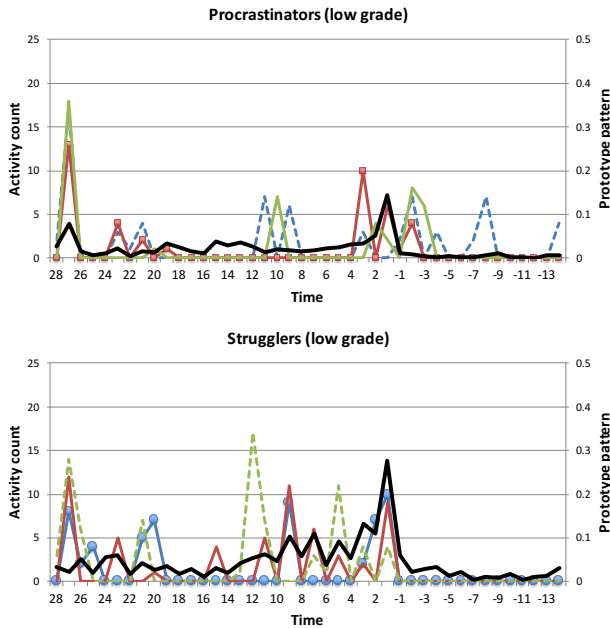 Procrastinators (low grade)
25 20 15 10 5 0
Activity count
0.5 0.4 0.3 0.2 0.1 0
Prototype pattern
28 26 24 22 20 18 16 14 12 10 8 6 4 2 -1 -3 -5 -7 -9 -11 -13
Time
Strugglers (low grade)
25 20 15 10 5 0
Activity count
0.5 0.4 0.3 0.2 0.1 0
Prototype pattern
28 26 24 22 20 18 16 14 12 10 8 6 4 2 -1 -3 -5 -7 -9 -11 -13
Time